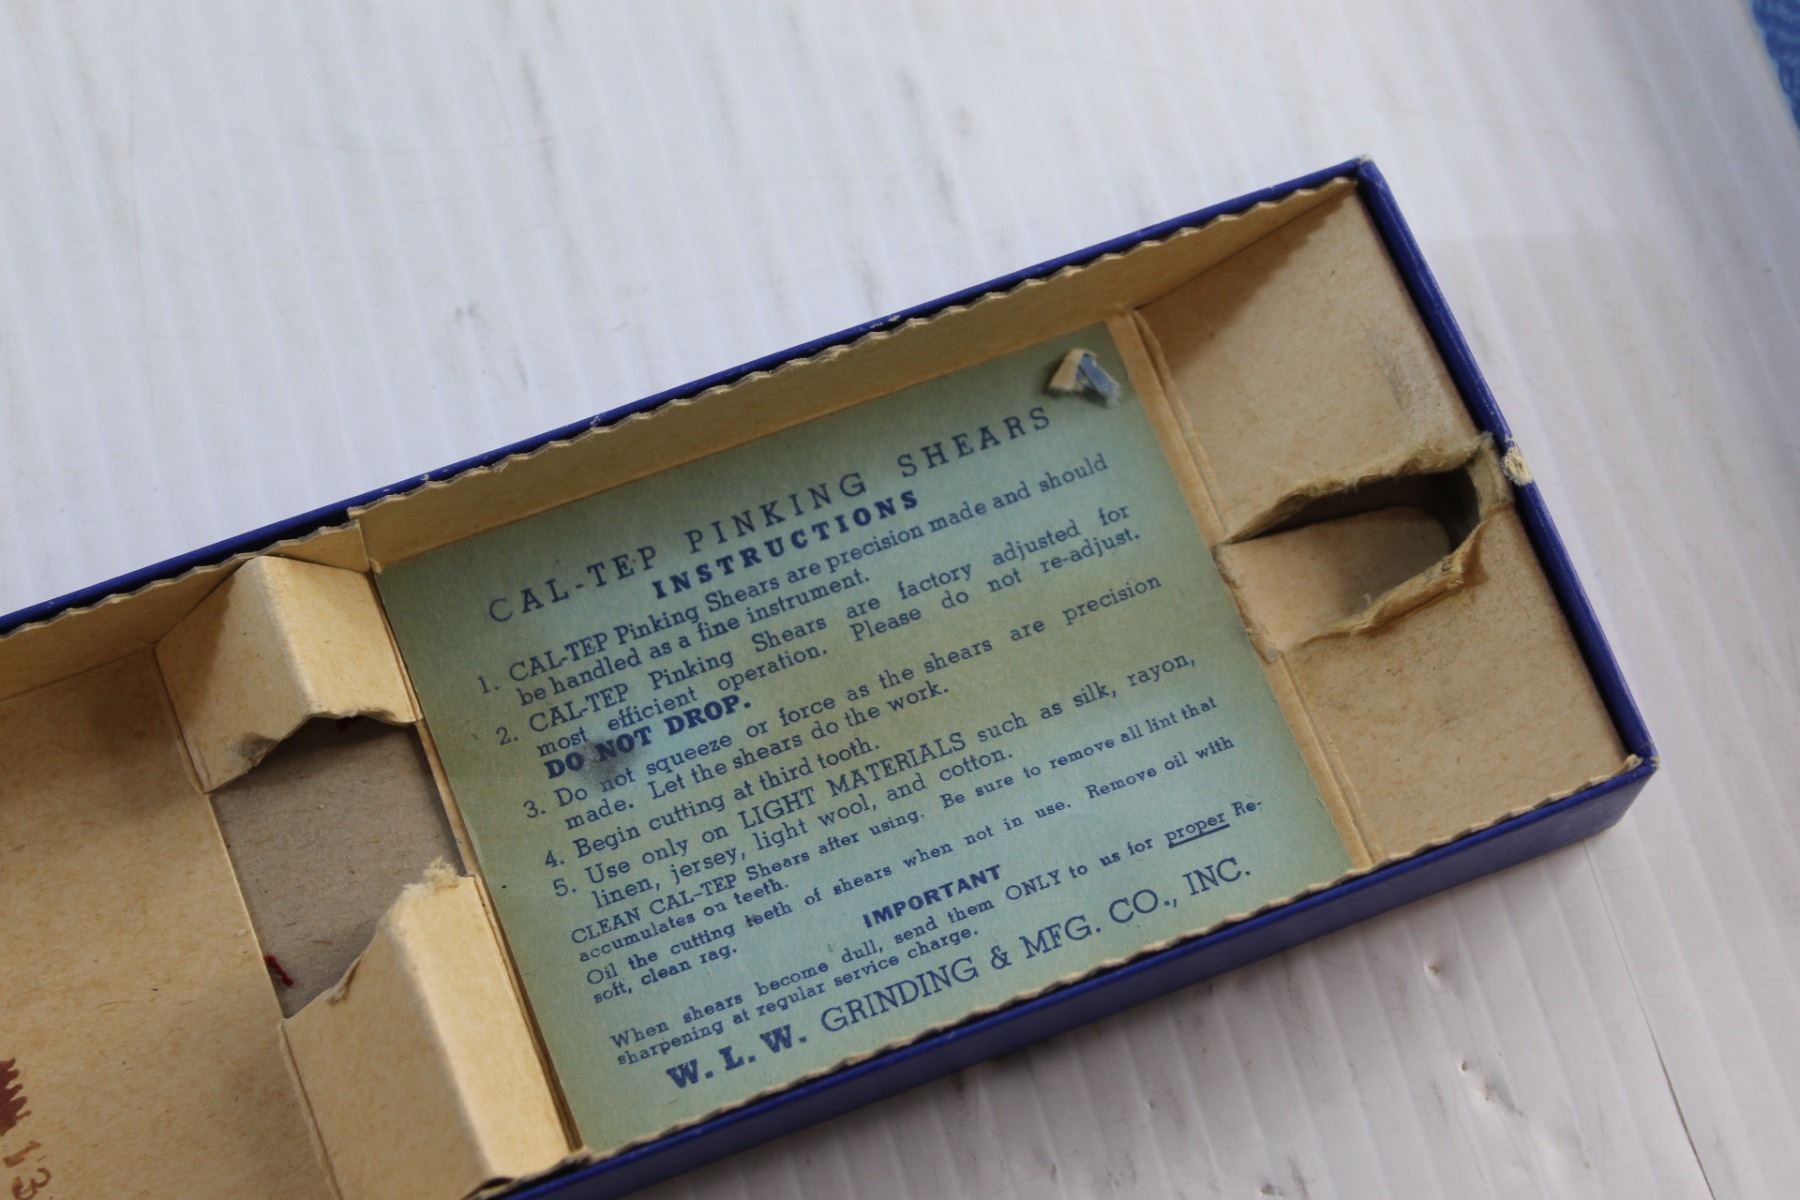 CAL-TEP PINKING SHEARS
INSTRUCTIONS
1. CAL-TEP Pinking Shears are precision made and should
be handled as a fine instrument.
2. CAL-TEP Pinking Shears are factory adjusted for
most efficient operation. Please do not re-adjust.
DO NOT DROP.
3. Do not squeeze or force as the shears are precision
made. Let the shears do the work.
4. Begin cutting at third tooth.
5. Use only on LIGHT MATERIALS such as silk, rayon,
linen, jersey, light wool, and cotton.
CLEAN CAL-TEP Shears after using. Be sure to remove all lint that
accumulates on teeth.
Oil the cutting teeth of shears when not in use. Remove oil with
soft, clean rag.
IMPORTANT
When shears become dull, send them ONLY to us for proper Re-
sharpening at regular service charge.
W. L. W. GRINDING & MFG. CO., INC.
13